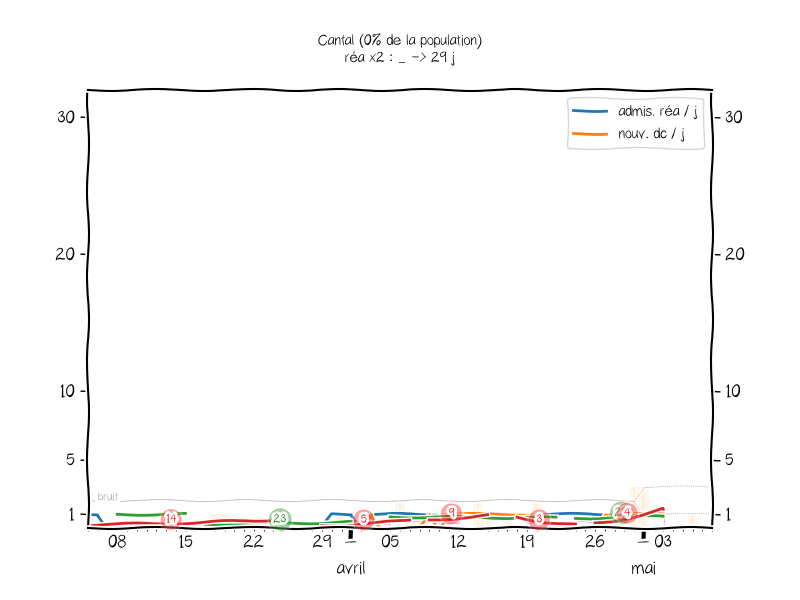 Cantal (0% de la population)
réa x2 : _ -> 29 j
admis. réa / j
nouv. dc / j
30 30
20 20
10 10
5 5
bruit
1 1
14 23 5 9 3 4
08 15 22 29 05 12 19 26 03
avril mai